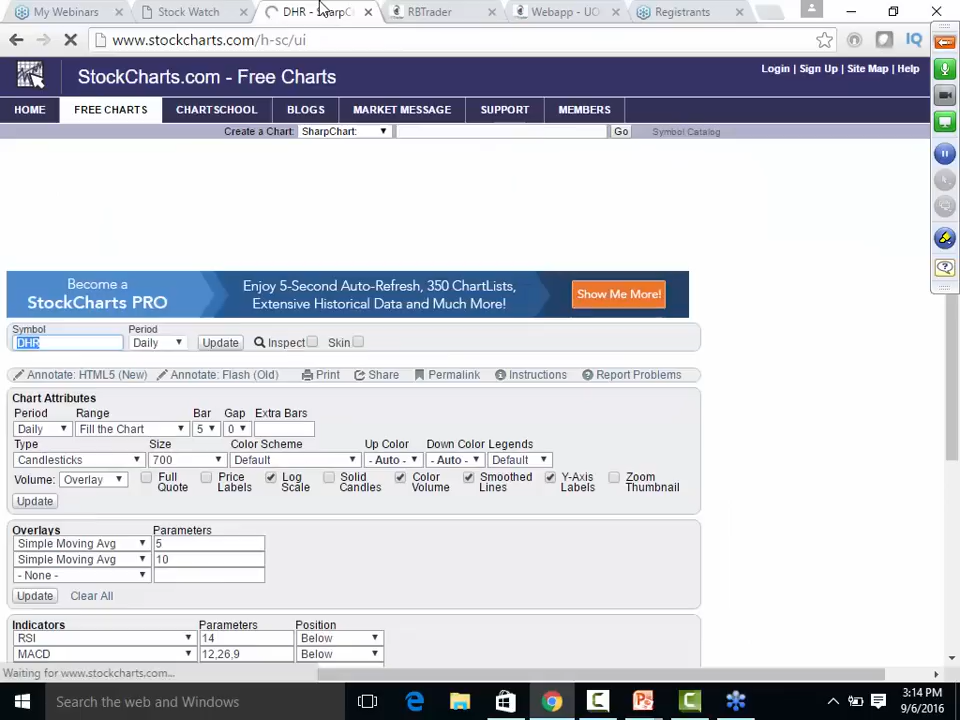 My Webinars
Stock Watch
DHR - SharpC
RBTrader
Webapp - UO
Registrants
www.stockcharts.com/h-sc/ui
IQ
StockCharts.com - Free Charts
Login | Sign Up | Site Map | Help
HOME
FREE CHARTS
CHARTSCHOOL
BLOGS
MARKET MESSAGE
SUPPORT
MEMBERS
Create a Chart: SharpChart: Go Symbol Catalog
Become a
StockCharts PRO
Enjoy 5-Second Auto-Refresh, 350 ChartLists,
Extensive Historical Data and Much More!
Show Me More!
Symbol Period
DHR Daily Update Inspect Skin
Annotate: HTML5 (New) Annotate: Flash (Old) Print Share Permalink Instructions Report Problems
Chart Attributes
Period Range Bar Gap Extra Bars
Daily Fill the Chart 5 0
Type Size Color Scheme Up Color Down Color Legends
Candlesticks 700 Default - Auto - - Auto - Default
Volume: Overlay
Full Quote
Price Labels
Log Scale
Solid Candles
Color Volume
Smoothed Lines
Y-Axis Labels
Zoom Thumbnail
Update
Overlays Parameters
Simple Moving Avg 5
Simple Moving Avg 10
- None -
Update Clear All
Indicators Parameters Position
RSI 14 Below
MACD 12,26,9 Below
Waiting for www.stockcharts.com...
Search the web and Windows
3:14 PM
9/6/2016